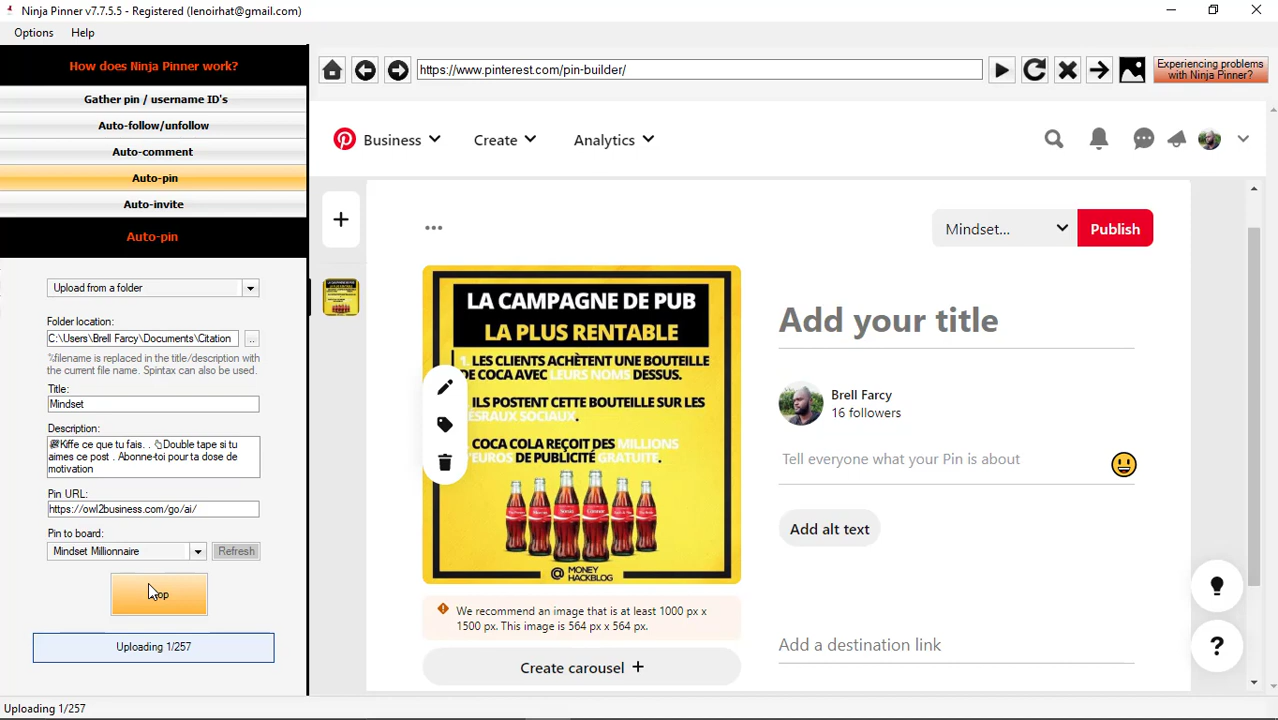 Ninja Pinner v7.7.5.5 - Registered (lenoirhat@gmail.com)
Options Help
How does Ninja Pinner work?
Gather pin / username ID's
Auto-follow/unfollow
Auto-comment
Auto-pin
Auto-invite
Auto-pin
Upload from a folder
Folder location:
C:\Users\Brell Farcy\Documents\Citation
..
%filename is replaced in the title/description with
the current file name. Spintax can also be used.
Title:
Mindset
Description:
Kiffe ce que tu fais. . 👌Double tape si tu
aimes ce post . Abonne-toi pour ta dose de
motivation
Pin URL:
https://owl2business.com/go/ai/
Pin to board:
Mindset Millionnaire
Refresh
Uploading 1/257
Uploading 1/257
https://www.pinterest.com/pin-builder/
Experiencing problems
with Ninja Pinner?
Business Create Analytics
Mindset... Publish
LA CAMPAGNE DE PUB
LA PLUS RENTABLE
LES CLIENTS ACHÈTENT UNE BOUTEILLE
DE COCA AVEC LEURS NOMS DESSUS.
ILS POSTENT CETTE BOUTEILLE SUR LES
SOCIAUX.
COCA COLA REÇOIT DES MILLIONS
DE PUBLICITÉ GRATUITE.
@ MONEY
HACKBLOG
We recommend an image that is at least 1000 px x
1500 px. This image is 564 px x 564 px.
Create carousel +
Add your title
Brell Farcy
16 followers
Tell everyone what your Pin is about
Add alt text
Add a destination link
?